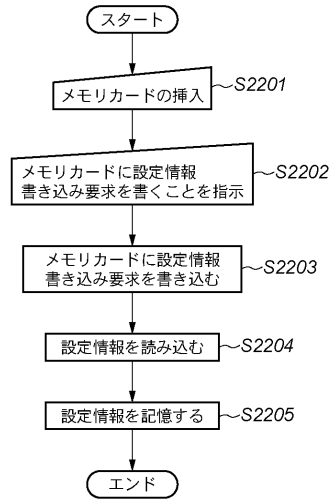 スタート
メモリカードの挿入
S2201
メモリカードに設定情報
書き込み要求を書くことを指示
S2202
メモリカードに設定情報
書き込み要求を書き込む
S2203
設定情報を読み込む
S2204
設定情報を記憶する
S2205
エンド